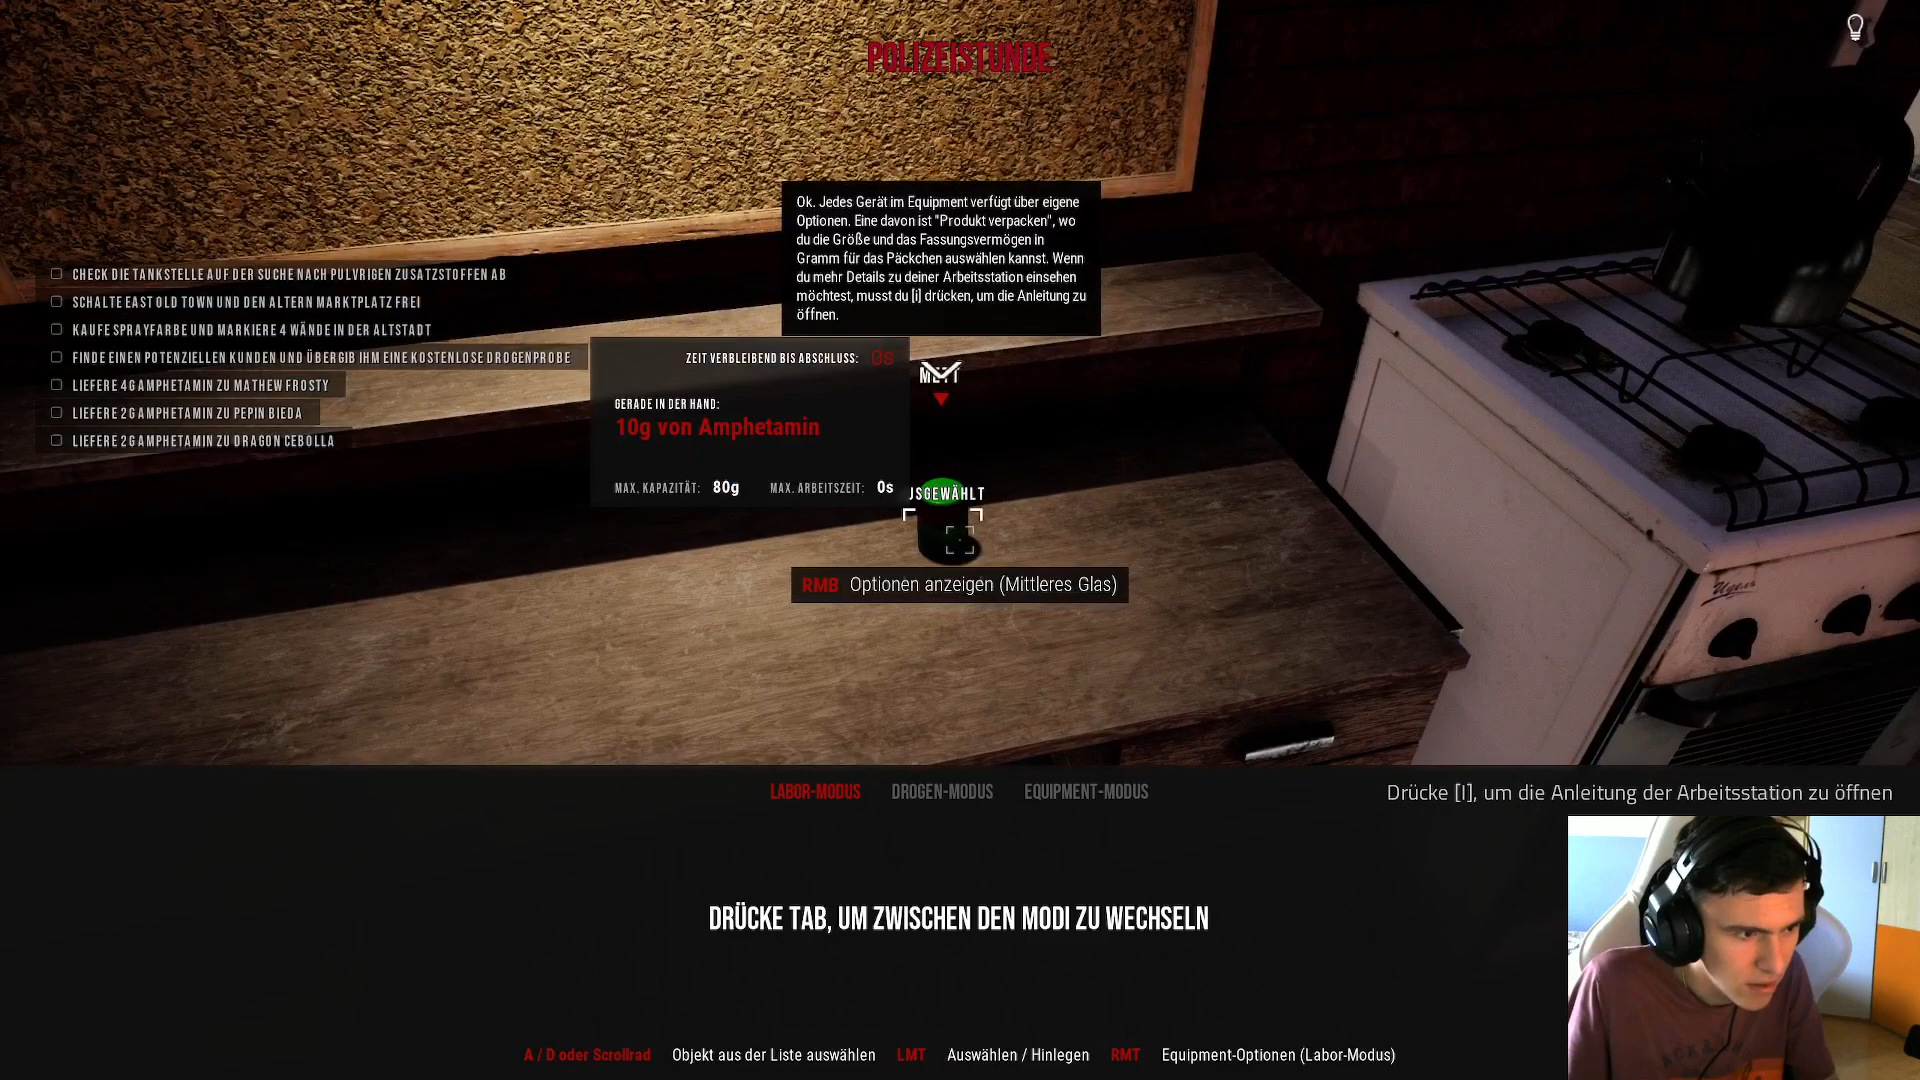 POLIZEISTUNDE
Ok. Jedes Gerät im Equipment verfügt über eigene
Optionen. Eine davon ist "Produkt verpacken", wo
du die Größe und das Fassungsvermögen in
Gramm für das Päckchen auswählen kannst. Wenn
du mehr Details zu deiner Arbeitsstation einsehen
möchtest, musst du [i] drücken, um die Anleitung zu
öffnen.
CHECK DIE TANKSTELLE AUF DER SUCHE NACH PULVRIGEN ZUSATZSTOFFEN AB
SCHALTE EAST OLD TOWN UND DEN ALTERN MARKTPLATZ FREI
KAUFE SPRAYFARBE UND MARKIERE 4 WÄNDE IN DER ALTSTADT
FINDE EINEN POTENZIELLEN KUNDEN UND ÜBERGIB IHM EINE KOSTENLOSE DROGENPROBE
LIEFERE 4G AMPHETAMIN ZU MATHEW FROSTY
LIEFERE 2G AMPHETAMIN ZU PEPIN BIEDA
LIEFERE 2G AMPHETAMIN ZU DRAGON CEBOLLA
ZEIT VERBLEIBEND BIS ABSCHLUSS: 0s
GERADE IN DER HAND:
10g von Amphetamin
MAX. KAPAZITÄT: 80g MAX. ARBEITSZEIT: 0s
USGEWÄHLT
RMB Optionen anzeigen (Mittleres Glas)
LABOR-MODUS DROGEN-MODUS EQUIPMENT-MODUS
Drücke [I], um die Anleitung der Arbeitsstation zu öffnen
DRÜCKE TAB, UM ZWISCHEN DEN MODI ZU WECHSELN
A / D oder Scrollrad Objekt aus der Liste auswählen LMT Auswählen / Hinlegen RMT Equipment-Optionen (Labor-Modus)